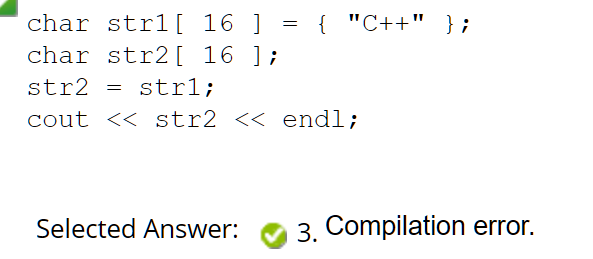 char str1[ 16 ] = { "C++" };
char str2[ 16 ];
str2 = str1;
cout << str2 << endl;
Selected Answer: 3. Compilation error.